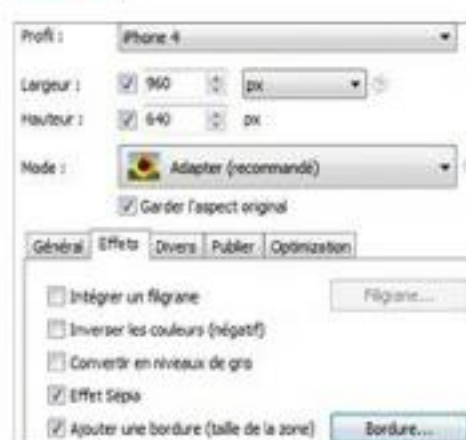 Profil : iPhone 4
Largeur : 960 px
Hauteur : 640 px
Mode : Adapter (recommandé)
Garder l'aspect original
Général Effets Divers Publier Optimization
Intégrer un filigrane Filigrane...
Inverser les couleurs (négatif)
Convertir en niveaux de gris
Effet Sépia
Ajouter une bordure (taille de la zone) Bordure...